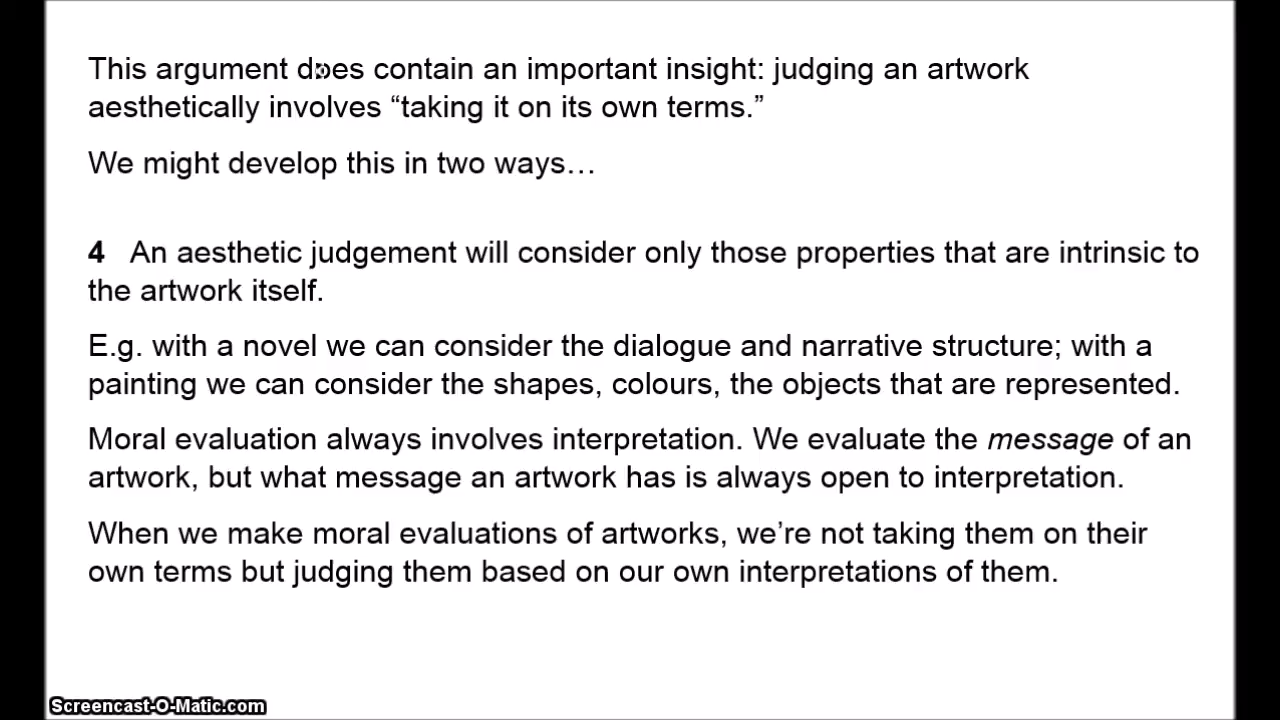 This argument does contain an important insight: judging an artwork
aesthetically involves “taking it on its own terms.”
We might develop this in two ways…
4 An aesthetic judgement will consider only those properties that are intrinsic to
the artwork itself.
E.g. with a novel we can consider the dialogue and narrative structure; with a
painting we can consider the shapes, colours, the objects that are represented.
Moral evaluation always involves interpretation. We evaluate the message of an
artwork, but what message an artwork has is always open to interpretation.
When we make moral evaluations of artworks, we’re not taking them on their
own terms but judging them based on our own interpretations of them.
Screencast-O-Matic.com